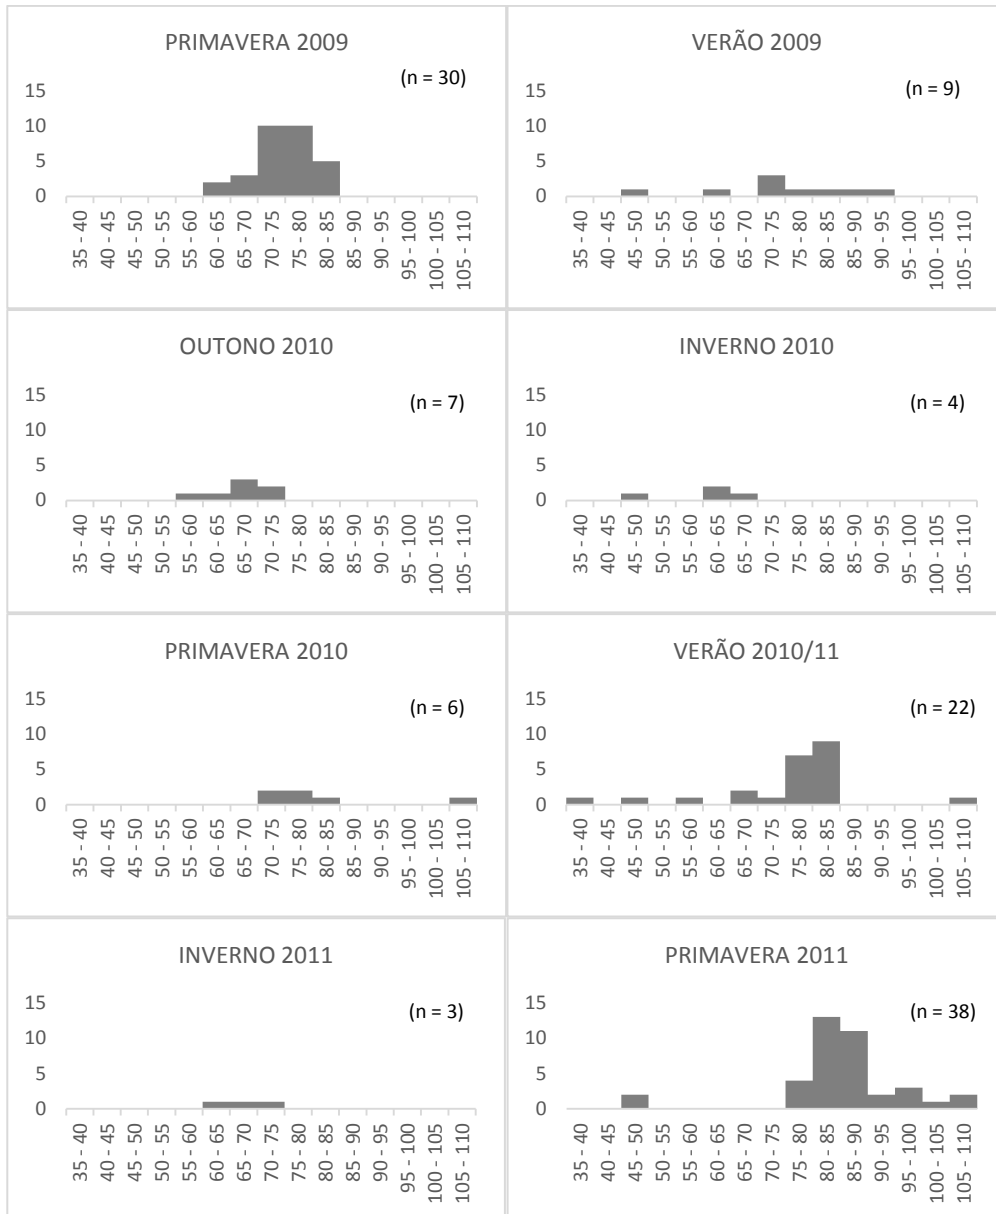 PRIMAVERA 2009
(n = 30)
15
10
5
0
35 - 40
40 - 45
45 - 50
50 - 55
55 - 60
60 - 65
65 - 70
70 - 75
75 - 80
80 - 85
85 - 90
90 - 95
95 - 100
100 - 105
105 - 110
VERÃO 2009
(n = 9)
15
10
5
0
35 - 40
40 - 45
45 - 50
50 - 55
55 - 60
60 - 65
65 - 70
70 - 75
75 - 80
80 - 85
85 - 90
90 - 95
95 - 100
100 - 105
105 - 110
OUTONO 2010
(n = 7)
15
10
5
0
35 - 40
40 - 45
45 - 50
50 - 55
55 - 60
60 - 65
65 - 70
70 - 75
75 - 80
80 - 85
85 - 90
90 - 95
95 - 100
100 - 105
105 - 110
INVERNO 2010
(n = 4)
15
10
5
0
35 - 40
40 - 45
45 - 50
50 - 55
55 - 60
60 - 65
65 - 70
70 - 75
75 - 80
80 - 85
85 - 90
90 - 95
95 - 100
100 - 105
105 - 110
PRIMAVERA 2010
(n = 6)
15
10
5
0
35 - 40
40 - 45
45 - 50
50 - 55
55 - 60
60 - 65
65 - 70
70 - 75
75 - 80
80 - 85
85 - 90
90 - 95
95 - 100
100 - 105
105 - 110
VERÃO 2010/11
(n = 22)
15
10
5
0
35 - 40
40 - 45
45 - 50
50 - 55
55 - 60
60 - 65
65 - 70
70 - 75
75 - 80
80 - 85
85 - 90
90 - 95
95 - 100
100 - 105
105 - 110
INVERNO 2011
(n = 3)
15
10
5
0
35 - 40
40 - 45
45 - 50
50 - 55
55 - 60
60 - 65
65 - 70
70 - 75
75 - 80
80 - 85
85 - 90
90 - 95
95 - 100
100 - 105
105 - 110
PRIMAVERA 2011
(n = 38)
15
10
5
0
35 - 40
40 - 45
45 - 50
50 - 55
55 - 60
60 - 65
65 - 70
70 - 75
75 - 80
80 - 85
85 - 90
90 - 95
95 - 100
100 - 105
105 - 110